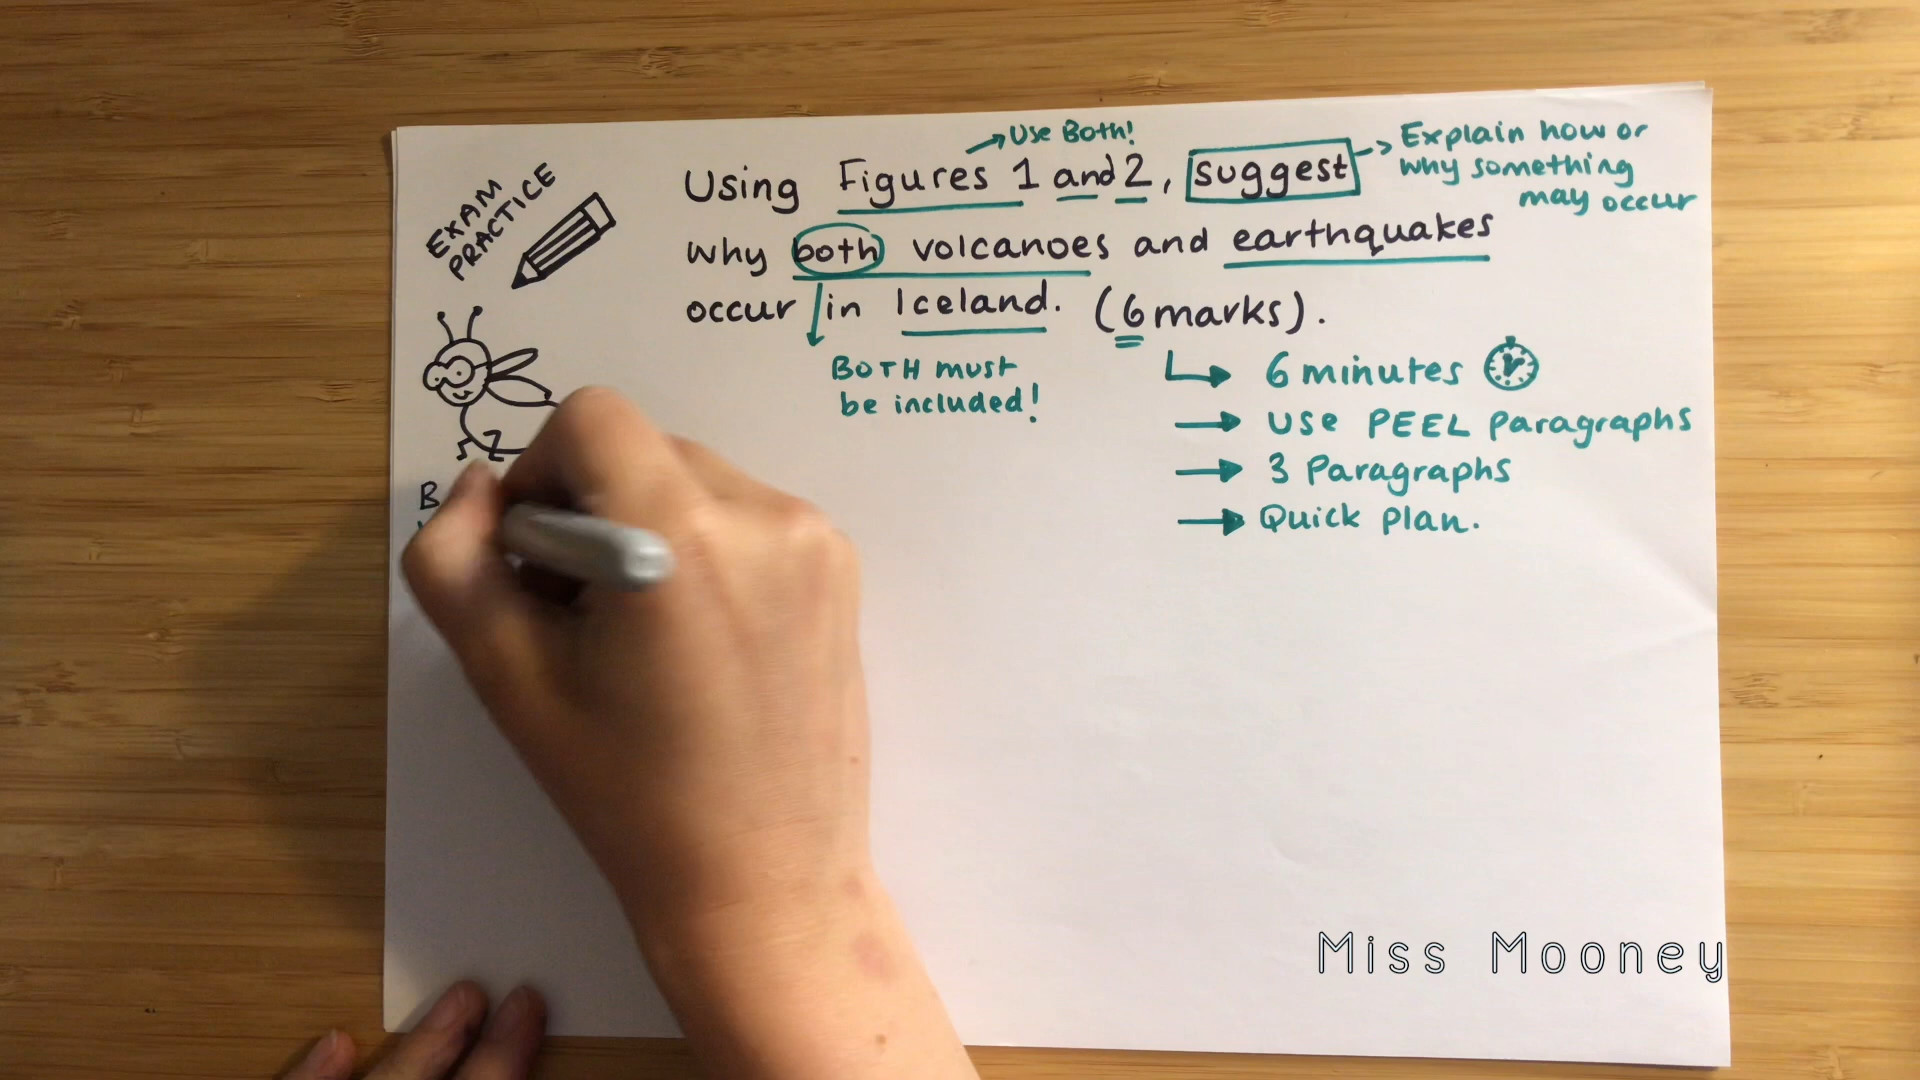 EXAM
PRACTICE
Using Figures 1 and 2, suggest
why both volcanoes and earthquakes
occur in Iceland. (6 marks).
Use Both!
Explain how or
why something
may occur
BOTH must
be included!
6 minutes
Use PEEL paragraphs
3 Paragraphs
Quick plan.
B
Miss Mooney